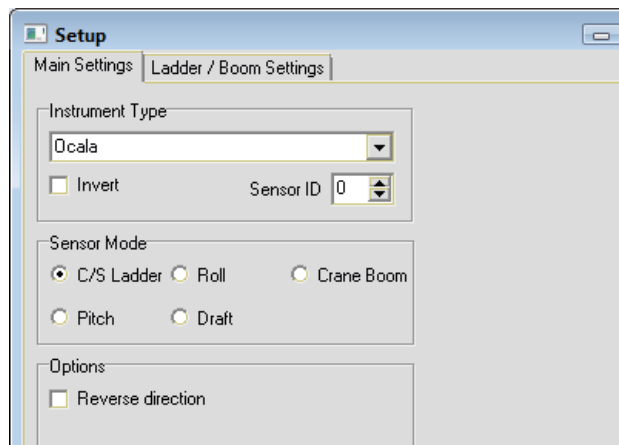 Setup
Main Settings Ladder / Boom Settings
Instrument Type
Ocala
Invert Sensor ID 0
Sensor Mode
C/S Ladder Roll Crane Boom
Pitch Draft
Options
Reverse direction